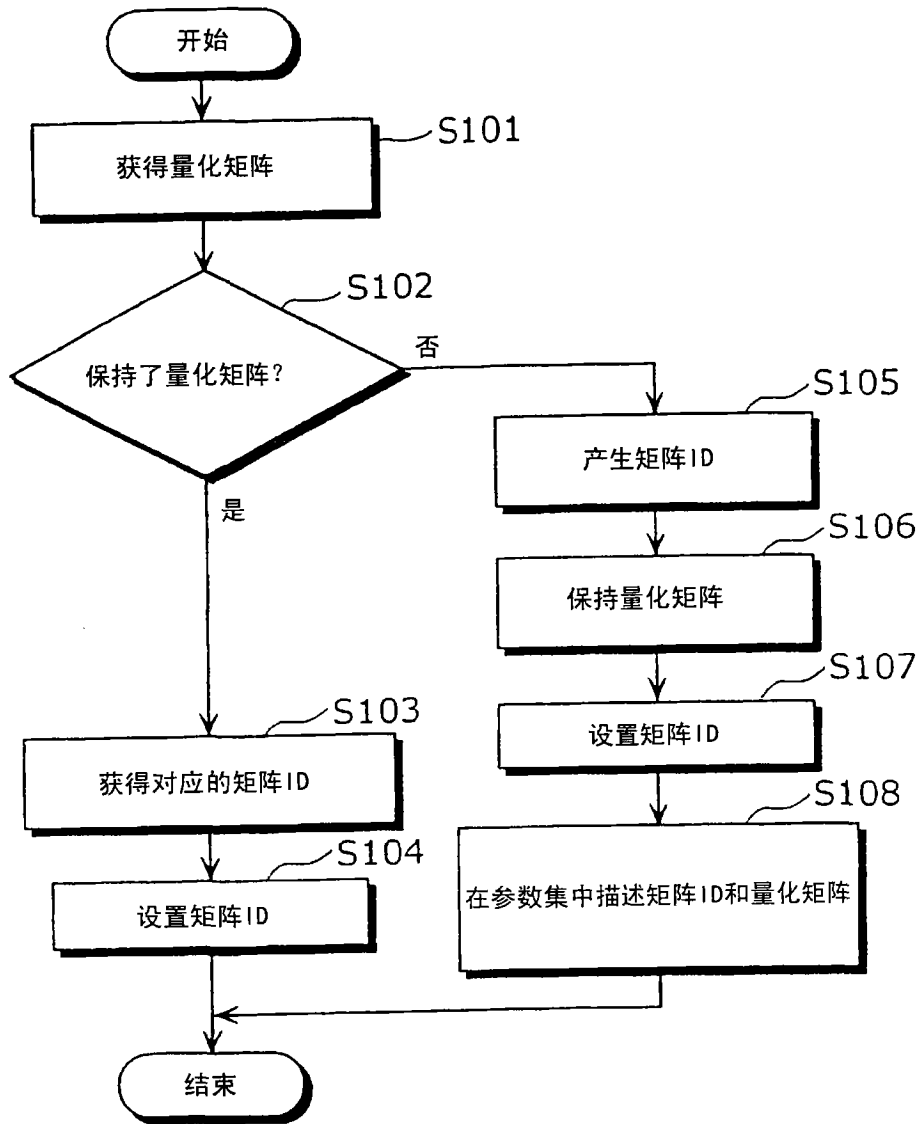 开始
S101
获得量化矩阵
S102
保持了量化矩阵?
否
是
S105
产生矩阵ID
S106
保持量化矩阵
S107
设置矩阵ID
S103
获得对应的矩阵ID
S108
在参数集中描述矩阵ID和量化矩阵
S104
设置矩阵ID
结束